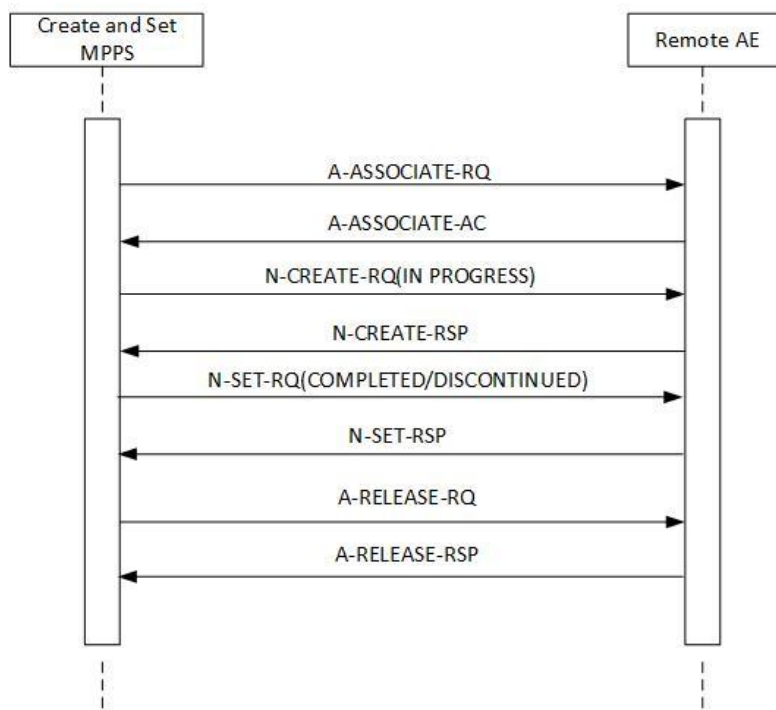 Create and Set
MPPS
Remote AE
A-ASSOCIATE-RQ
A-ASSOCIATE-AC
N-CREATE-RQ(IN PROGRESS)
N-CREATE-RSP
N-SET-RQ(COMPLETED/DISCONTINUED)
N-SET-RSP
A-RELEASE-RQ
A-RELEASE-RSP